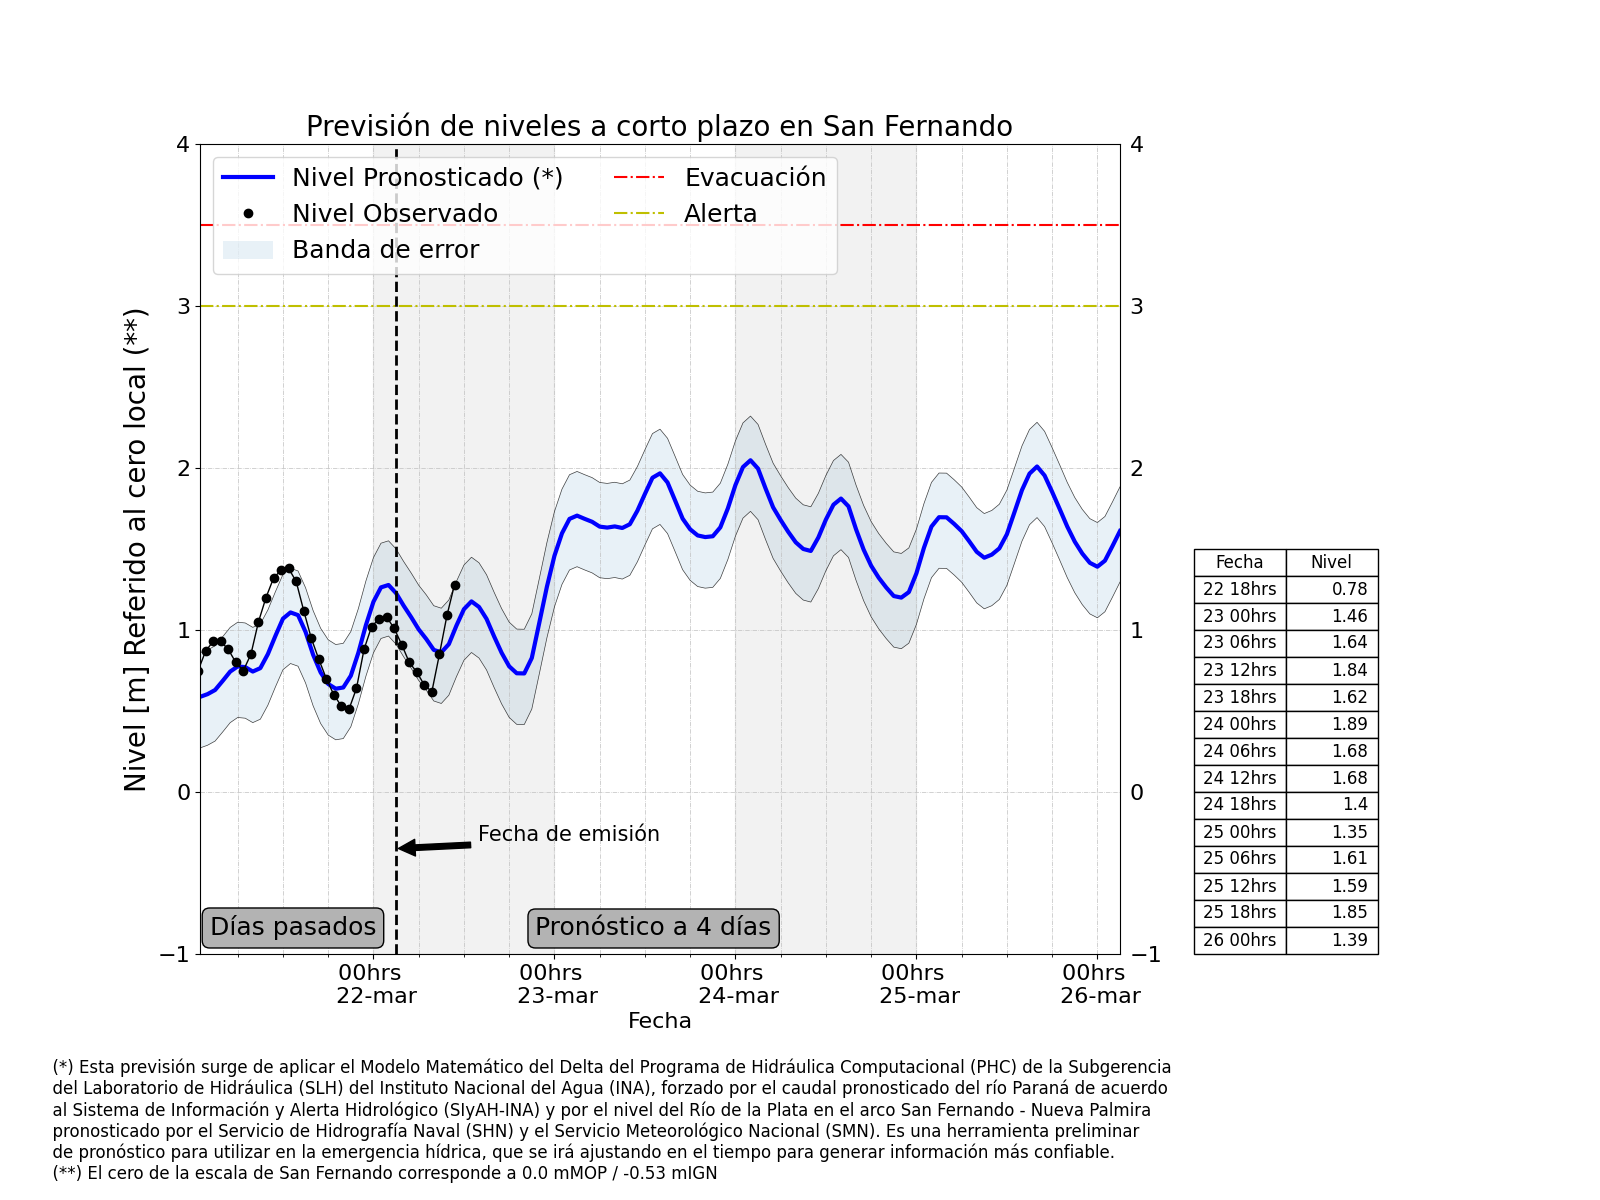 Previsión de niveles a corto plazo en San Fernando
Nivel Pronosticado (*)
Nivel Observado
Banda de error
Evacuación
Alerta
4
3
2
1
0
−1
4
3
2
1
0
−1
Nivel [m] Referido al cero local (**)
Fecha de emisión
Días pasados
Pronóstico a 4 días
00hrs
22-mar
00hrs
23-mar
00hrs
24-mar
00hrs
25-mar
00hrs
26-mar
Fecha
Fecha Nivel
22 18hrs 0.78
23 00hrs 1.46
23 06hrs 1.64
23 12hrs 1.84
23 18hrs 1.62
24 00hrs 1.89
24 06hrs 1.68
24 12hrs 1.68
24 18hrs 1.4
25 00hrs 1.35
25 06hrs 1.61
25 12hrs 1.59
25 18hrs 1.85
26 00hrs 1.39
(*) Esta previsión surge de aplicar el Modelo Matemático del Delta del Programa de Hidráulica Computacional (PHC) de la Subgerencia
del Laboratorio de Hidráulica (SLH) del Instituto Nacional del Agua (INA), forzado por el caudal pronosticado del río Paraná de acuerdo
al Sistema de Información y Alerta Hidrológico (SIyAH-INA) y por el nivel del Río de la Plata en el arco San Fernando - Nueva Palmira
pronosticado por el Servicio de Hidrografía Naval (SHN) y el Servicio Meteorológico Nacional (SMN). Es una herramienta preliminar
de pronóstico para utilizar en la emergencia hídrica, que se irá ajustando en el tiempo para generar información más confiable.
(**) El cero de la escala de San Fernando corresponde a 0.0 mMOP / -0.53 mIGN